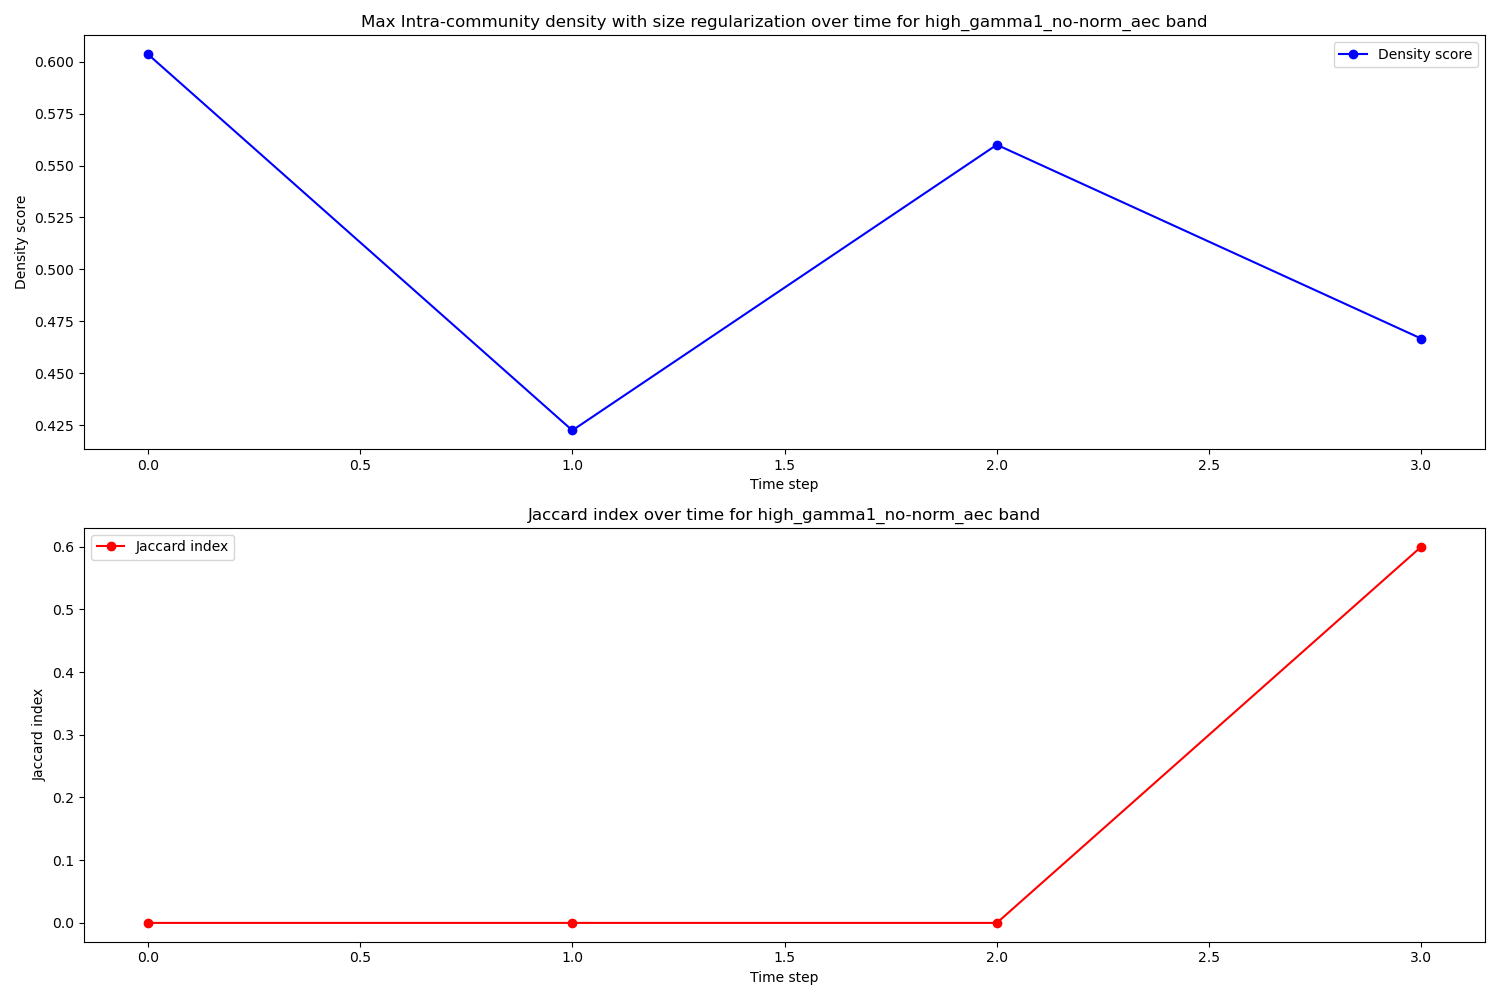 Max Intra-community density with size regularization over time for high_gamma1_no-norm_aec band
Density score
0.600
0.575
0.550
0.525
0.500
0.475
0.450
0.425
Density score
0.0 0.5 1.0 1.5 2.0 2.5 3.0
Time step
Jaccard index over time for high_gamma1_no-norm_aec band
Jaccard index
0.6
0.5
0.4
0.3
0.2
0.1
0.0
Jaccard index
0.0 0.5 1.0 1.5 2.0 2.5 3.0
Time step